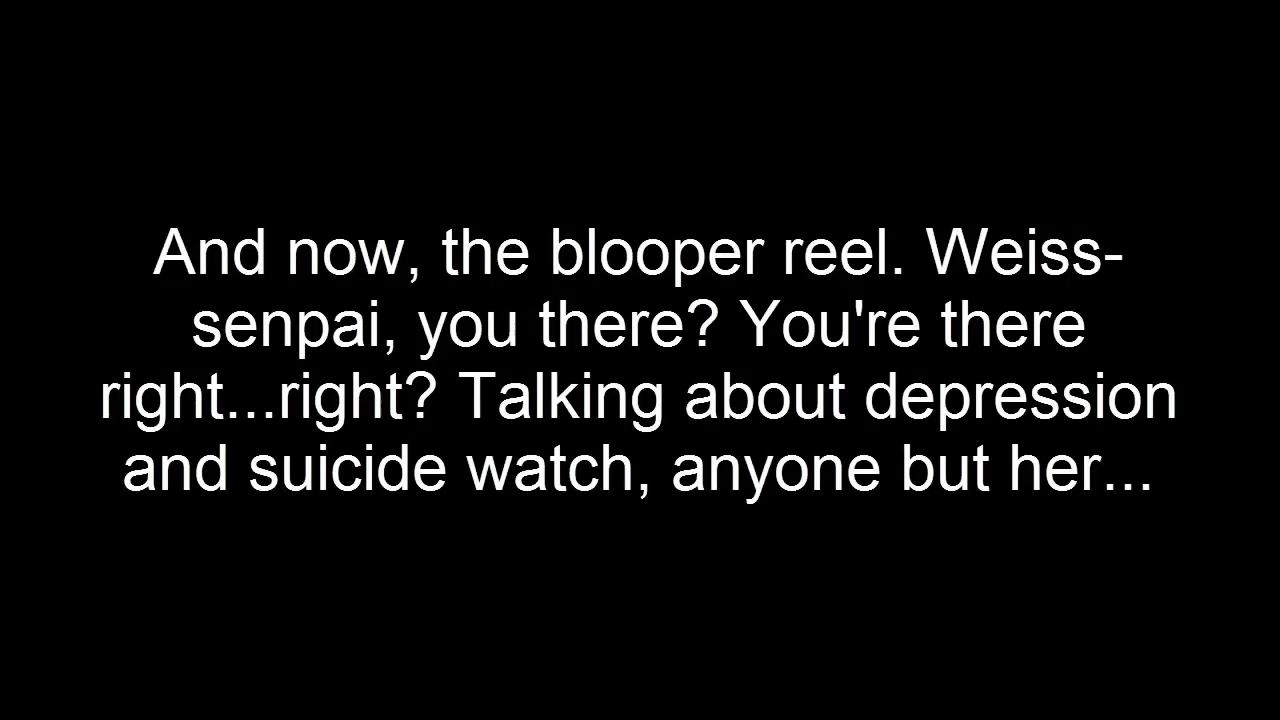 And now, the blooper reel. Weiss-
senpai, you there? You're there
right...right? Talking about depression
and suicide watch, anyone but her...